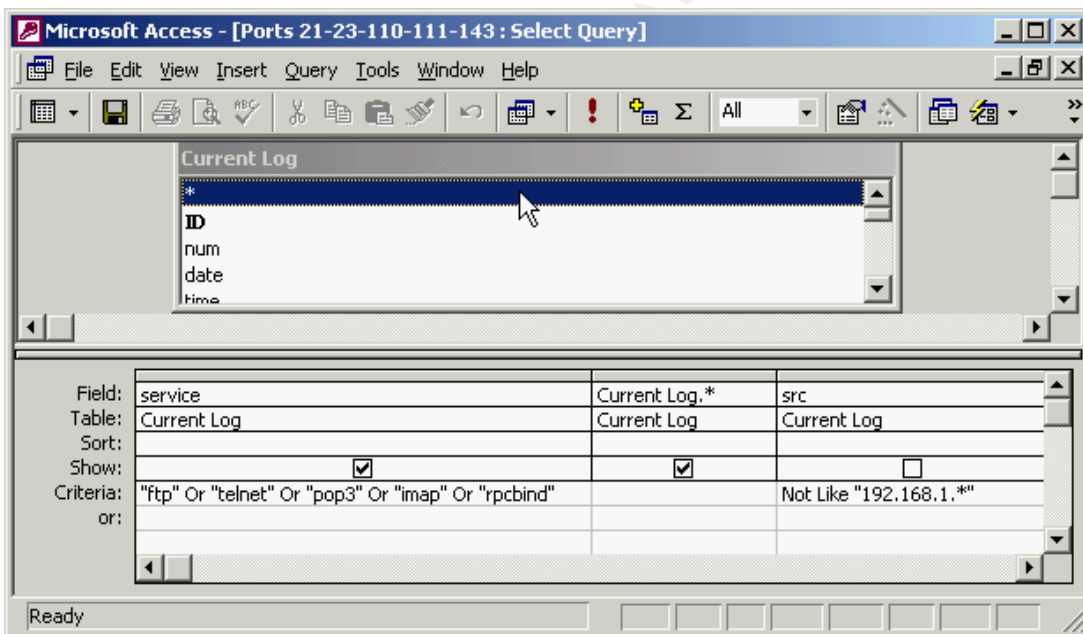 Microsoft Access - [Ports 21-23-110-111-143 : Select Query]
File Edit View Insert Query Tools Window Help
All
Current Log
*
ID
num
date
time
Field: service Current Log.* src
Table: Current Log Current Log Current Log
Sort:
Show:
Criteria: "ftp" Or "telnet" Or "pop3" Or "imap" Or "rpcbind" Not Like "192.168.1.*"
or:
Ready